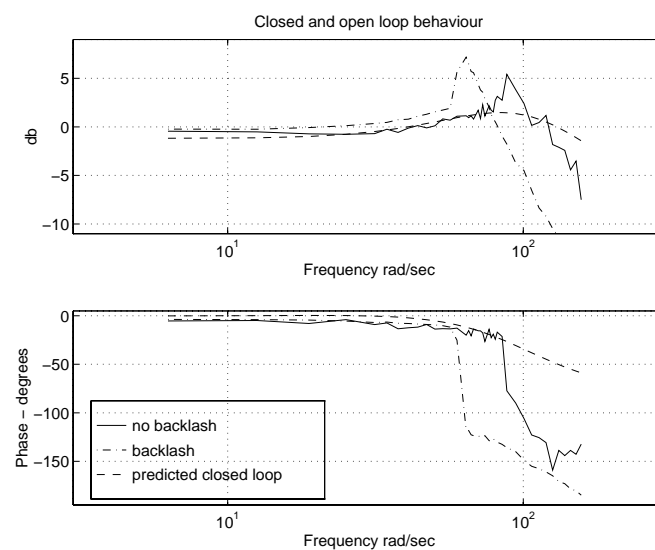 Closed and open loop behaviour
5
0
−5
−10
db
10^1
10^2
Frequency rad/sec
0
−50
−100
−150
Phase − degrees
no backlash
backlash
predicted closed loop
10^1
10^2
Frequency rad/sec